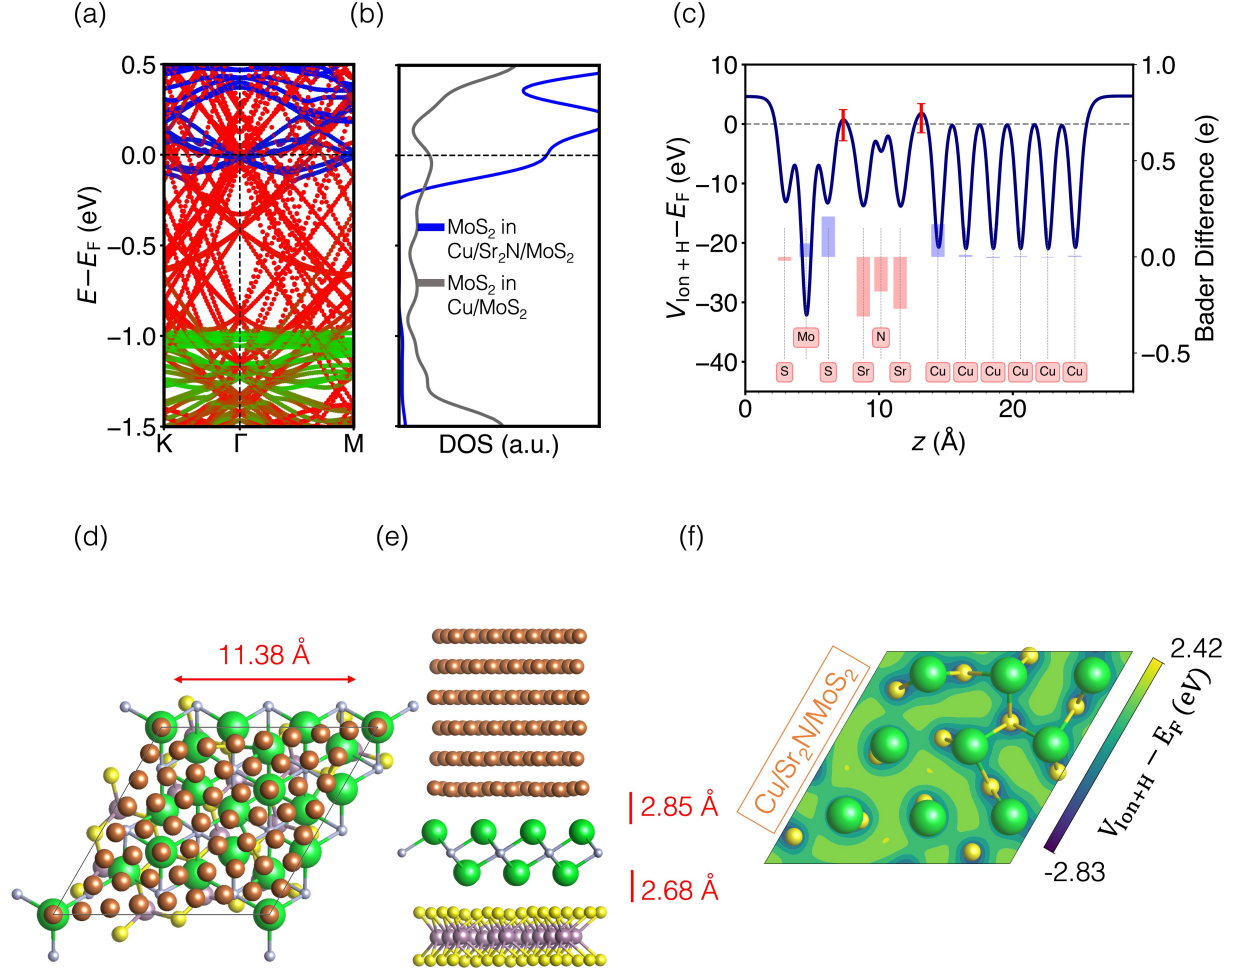 (a)
(b)
(c)
0.5
0.0
−0.5
−1.0
−1.5
E−E_F (eV)
K
Γ
M
MoS₂ in
Cu/Sr₂N/MoS₂
MoS₂ in
Cu/MoS₂
DOS (a.u.)
10
0
−10
−20
−30
−40
V_Ion + H−E_F (eV)
1.0
0.5
0.0
−0.5
Bader Difference (e)
Mo
N
S
S
Sr
Sr
Cu
Cu
Cu
Cu
Cu
Cu
0
10
20
z (Å)
(d)
(e)
(f)
11.38 Å
2.85 Å
2.68 Å
Cu/Sr₂N/MoS₂
2.42
-2.83
V_Ion+H − E_F (eV)